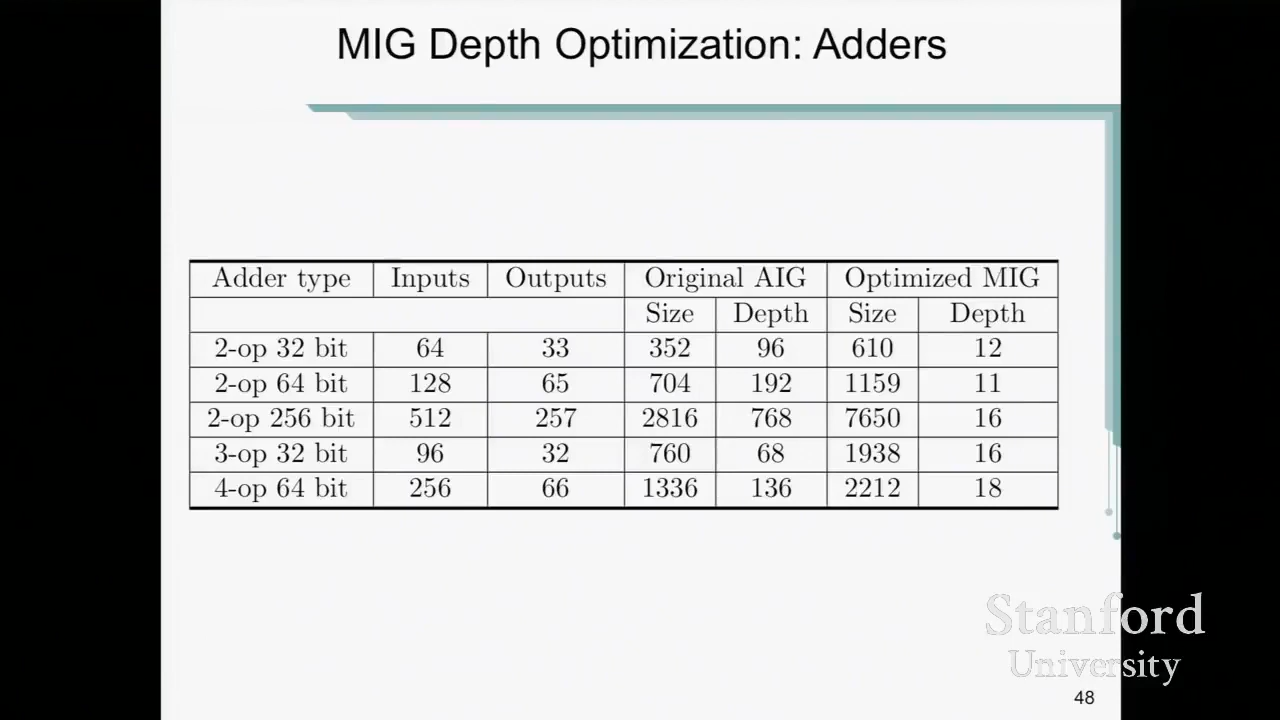 MIG Depth Optimization: Adders
Adder type Inputs Outputs Original AIG Optimized MIG
Size Depth Size Depth
2-op 32 bit 64 33 352 96 610 12
2-op 64 bit 128 65 704 192 1159 11
2-op 256 bit 512 257 2816 768 7650 16
3-op 32 bit 96 32 760 68 1938 16
4-op 64 bit 256 66 1336 136 2212 18
Stanford
University
48